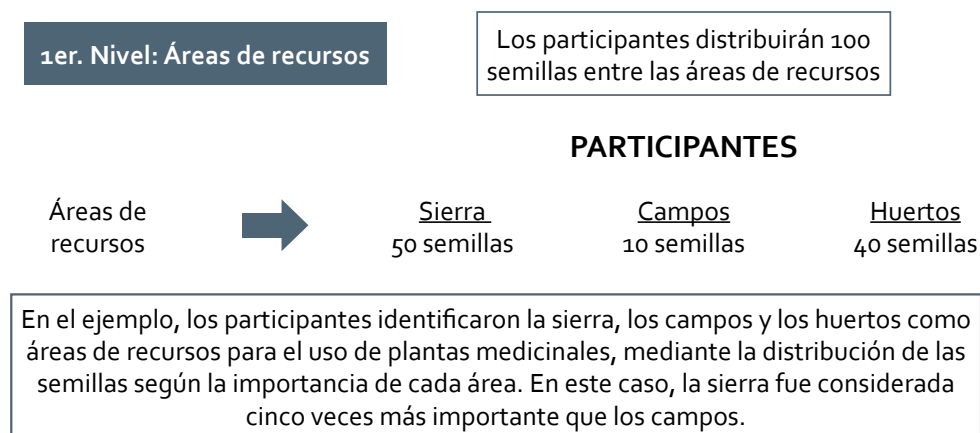 1er. Nivel: Áreas de recursos
Los participantes distribuirán 100
semillas entre las áreas de recursos
PARTICIPANTES
Áreas de
recursos
Sierra
50 semillas
Campos
10 semillas
Huertos
40 semillas
En el ejemplo, los participantes identificaron la sierra, los campos y los huertos como
áreas de recursos para el uso de plantas medicinales, mediante la distribución de las
semillas según la importancia de cada área. En este caso, la sierra fue considerada
cinco veces más importante que los campos.